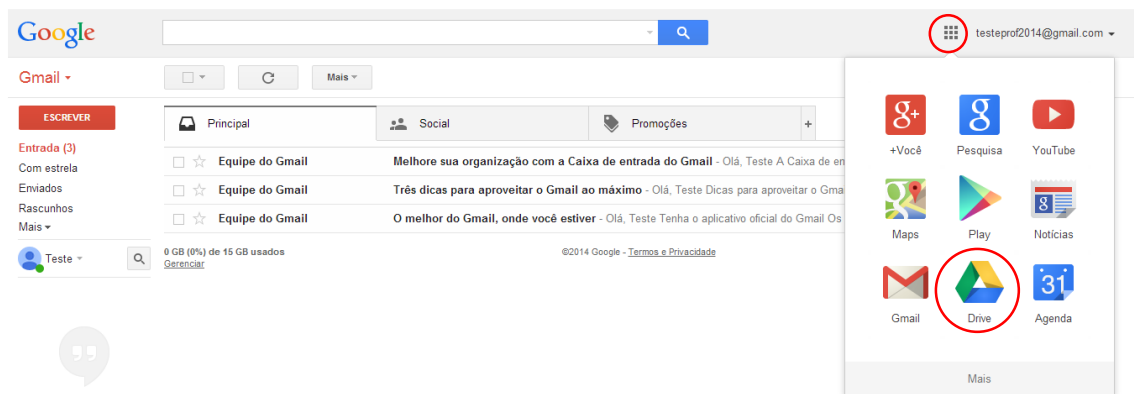 Google
testeprof2014@gmail.com
Gmail
Mais
ESCREVER
Entrada (3)
Com estrela
Enviados
Rascunhos
Mais
Teste
Principal
Social
Promoções
+
Equipe do Gmail Melhore sua organização com a Caixa de entrada do Gmail - Olá, Teste A Caixa de en
Equipe do Gmail Três dicas para aproveitar o Gmail ao máximo - Olá, Teste Dicas para aproveitar o Gma
Equipe do Gmail O melhor do Gmail, onde você estiver - Olá, Teste Tenha o aplicativo oficial do Gmail Os
0 GB (0%) de 15 GB usados
Gerenciar
©2014 Google - Termos e Privacidade
g+
8
+Você
Pesquisa
YouTube
8
Maps
Play
Notícias
31
Gmail
Drive
Agenda
Mais